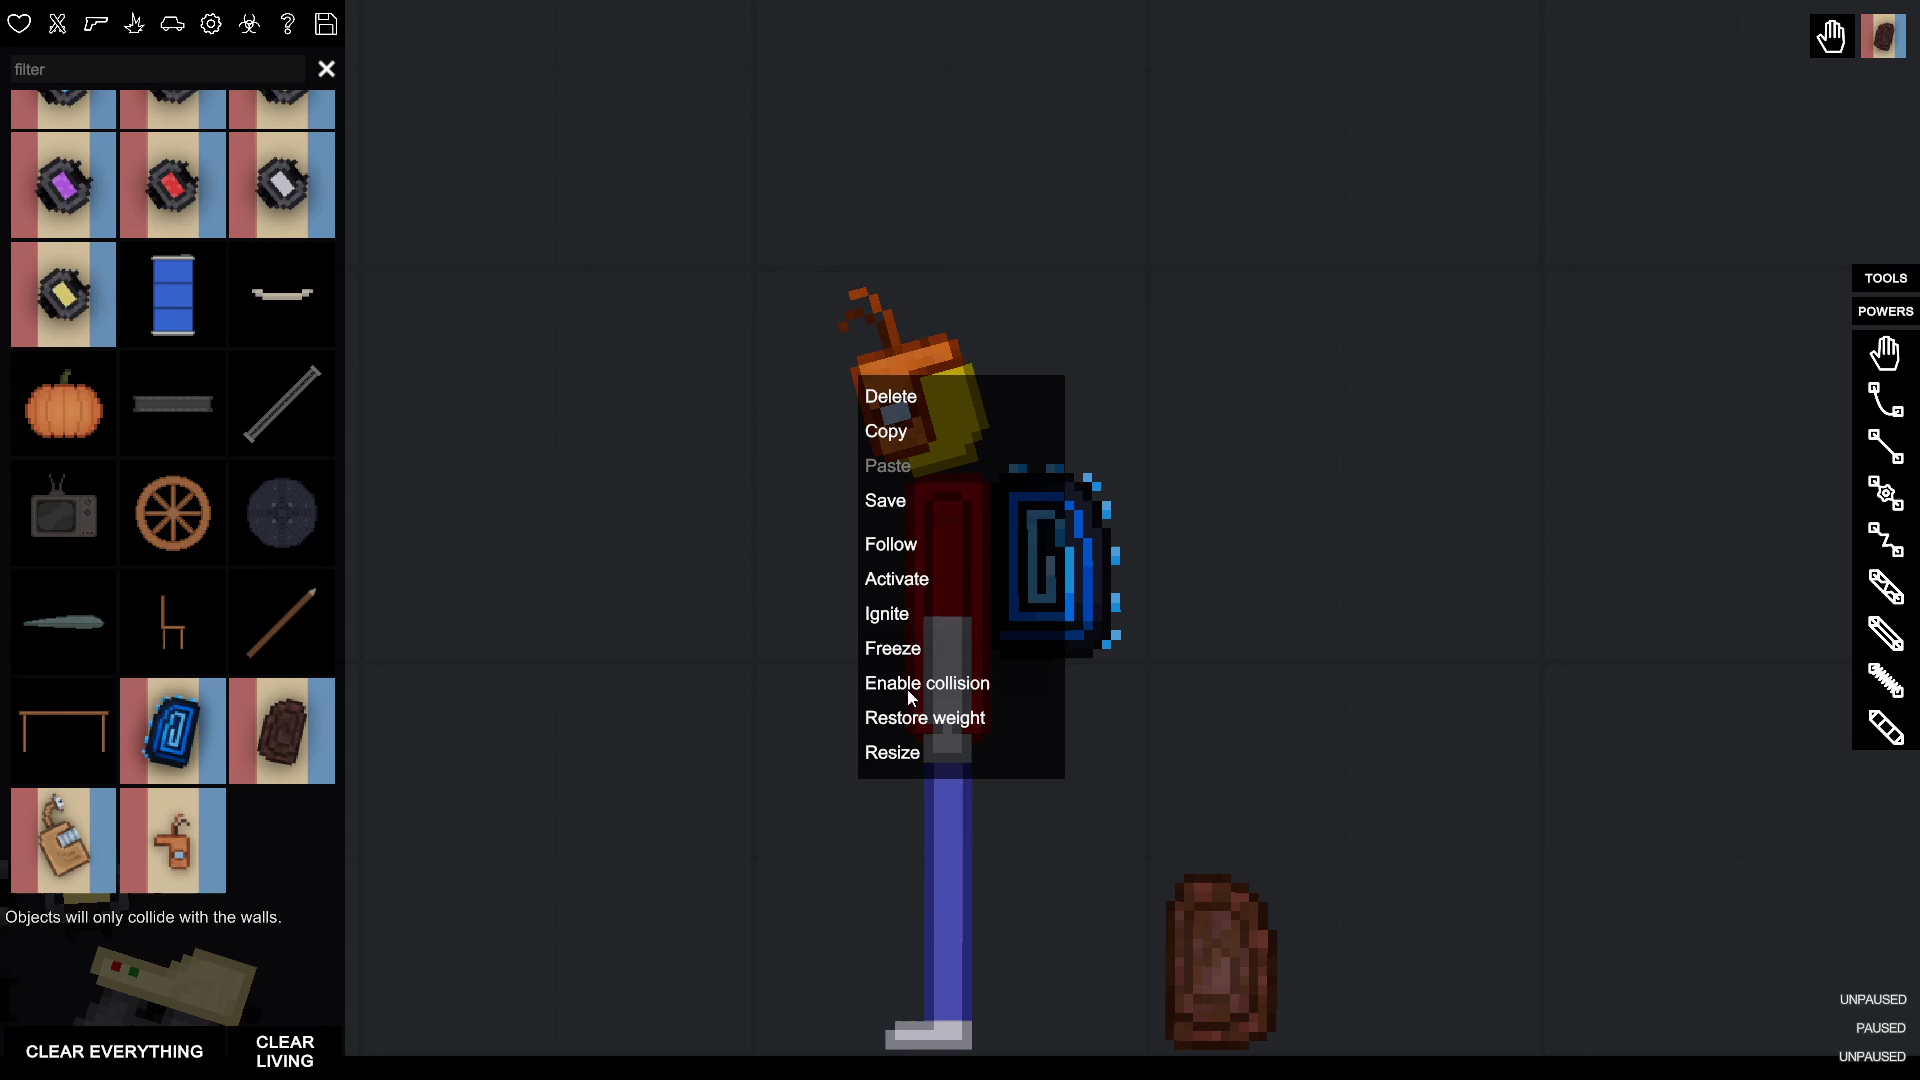 filter
TOOLS
POWERS
Delete
Copy
Paste
Save
Follow
Activate
Ignite
Freeze
Enable collision
Restore weight
Resize
Objects will only collide with the walls.
CLEAR EVERYTHING
CLEAR
LIVING
UNPAUSED
PAUSED
UNPAUSED